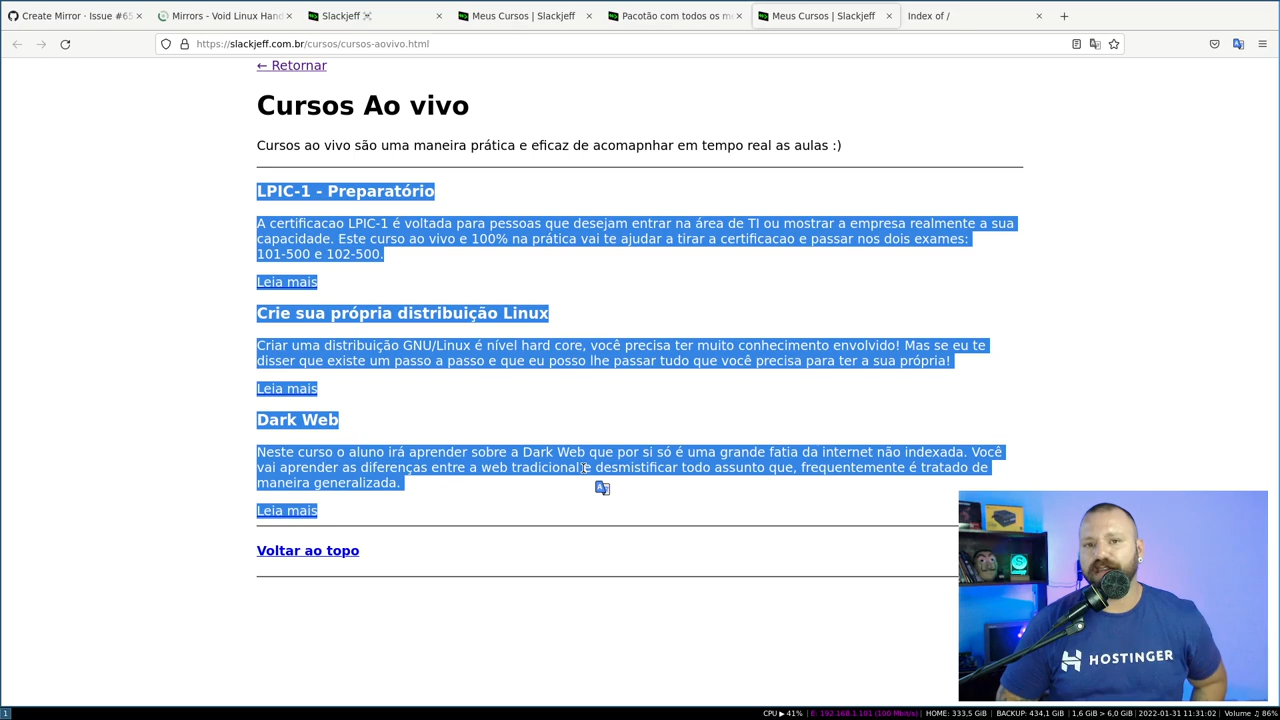 Create Mirror · Issue #65
Mirrors - Void Linux Hand
Slackjeff
Meus Cursos | Slackjeff
Pacotão com todos os me
Meus Cursos | Slackjeff
Index of /
https://slackjeff.com.br/cursos/cursos-aovivo.html
← Retornar
Cursos Ao vivo
Cursos ao vivo são uma maneira prática e eficaz de acomapnhar em tempo real as aulas :)
LPIC-1 - Preparatório
A certificacao LPIC-1 é voltada para pessoas que desejam entrar na área de TI ou mostrar a empresa realmente a sua
capacidade. Este curso ao vivo e 100% na prática vai te ajudar a tirar a certificacao e passar nos dois exames:
101-500 e 102-500.
Leia mais
Crie sua própria distribuição Linux
Criar uma distribuição GNU/Linux é nível hard core, você precisa ter muito conhecimento envolvido! Mas se eu te
disser que existe um passo a passo e que eu posso lhe passar tudo que você precisa para ter a sua própria!
Leia mais
Dark Web
Neste curso o aluno irá aprender sobre a Dark Web que por si só é uma grande fatia da internet não indexada. Você
vai aprender as diferenças entre a web tradicional e desmistificar todo assunto que, frequentemente é tratado de
maneira generalizada.
Leia mais
Voltar ao topo
HOSTINGER
1
CPU ▶ 41% | E: 192.168.1.101 (100 Mbit/s) | HOME: 333,5 GiB | BACKUP: 434,1 GiB | 1,6 GiB > 6,0 GiB | 2022-01-31 11:31:02 | Volume ♫ 86%